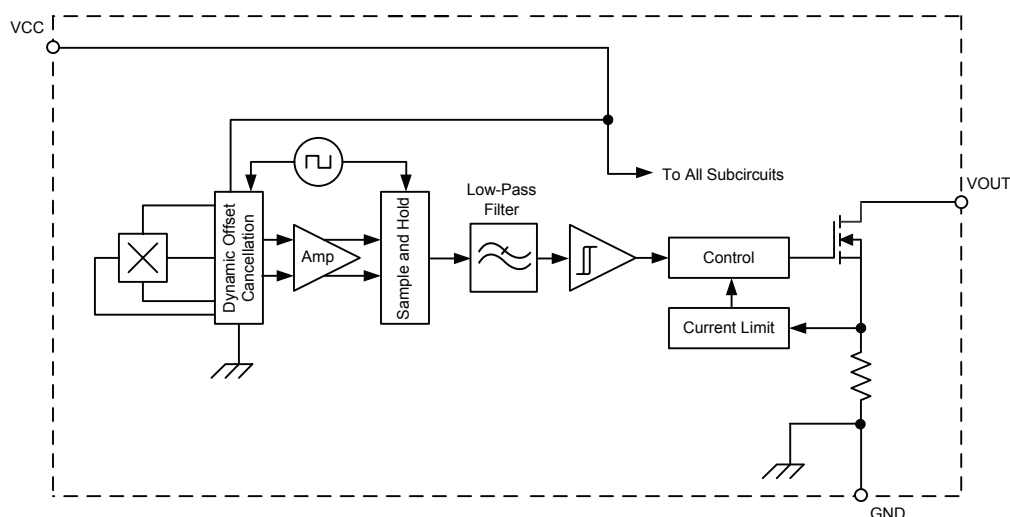 VCC
To All Subcircuits
VOUT
Low-Pass
Filter
Dynamic Offset
Cancellation
Amp
Sample and Hold
Control
Current Limit
GND